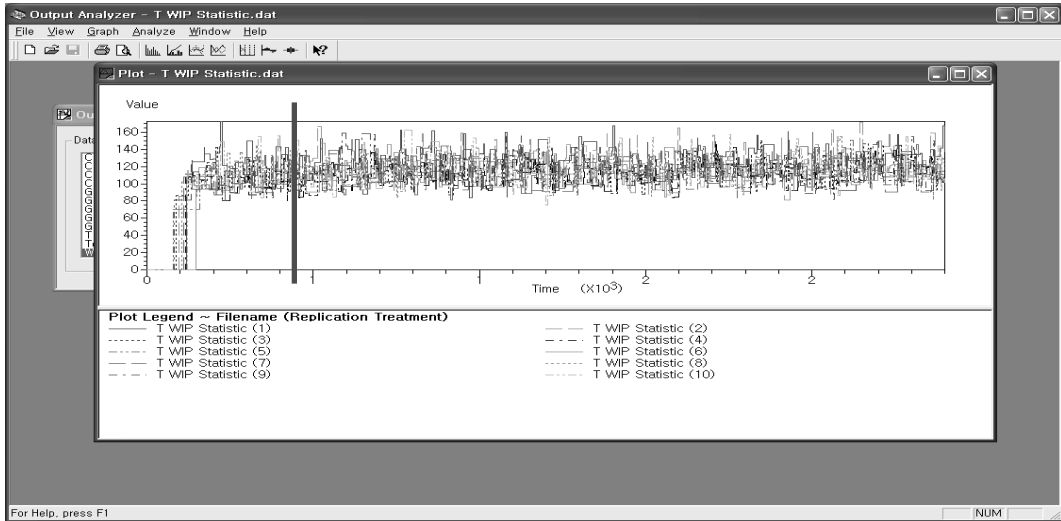 Output Analyzer - T WIP Statistic.dat
File View Graph Analyze Window Help
Plot - T WIP Statistic.dat
Ou
Data
C
C
C
C
G
G
G
G
T
T
W
Value
160
140
120
100
80
60
40
20
0
0 1 1 2 2
Time (X10³)
Plot Legend ~ Filename (Replication Treatment)
T WIP Statistic (1) T WIP Statistic (2)
T WIP Statistic (3) T WIP Statistic (4)
T WIP Statistic (5) T WIP Statistic (6)
T WIP Statistic (7) T WIP Statistic (8)
T WIP Statistic (9) T WIP Statistic (10)
For Help, press F1 NUM